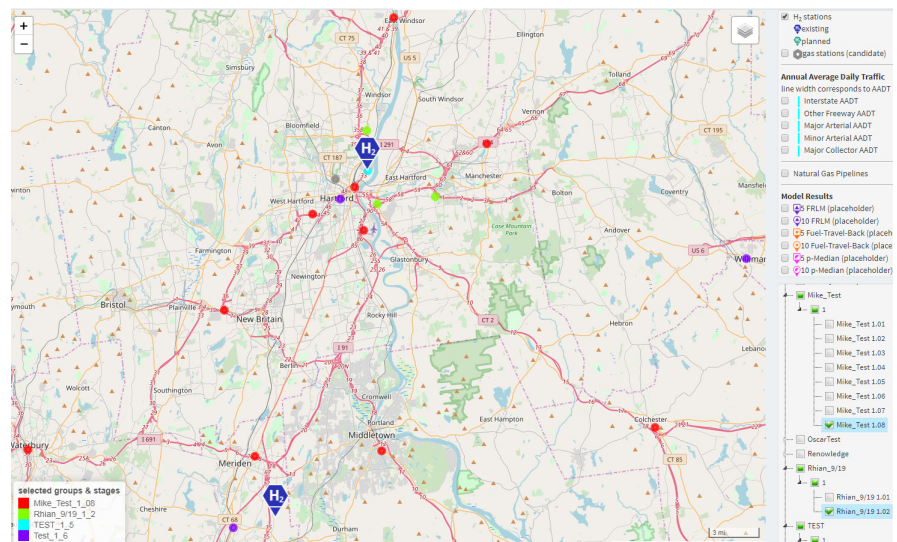 +
−
East Windsor
CT 75
Ellington
Simsbury
US 5
Tolland
Windsor
South Windsor
Vernon
Canton
Bloomfield
CT 195
Avon
H2
I 291
CT 187
East Hartford
Manchester
Mansfie
winton
Hartford
West Hartford
Bolton
Coventry
Case Mountain
Park
Andover
US 6
Farmington
Glastonbury
Newington
Bristol
Plainville
New Britain
Rocky Hill
CT 2
Hebron
ymouth
I 91
Lebano
Berlin
Wolcott
Southington
Cromwell
Portland
East Hampton
Colchester
I 691
Middletown
Waterbury
Meriden
CT 85
H2
Cheshire
CT 68
Durham
3 mi
selected groups & stages
Mike_Test_1_08
Rhian_9/19_1_2
TEST_1_5
Test_1_6
H2 stations
existing
planned
gas stations (candidate)
Annual Average Daily Traffic
line width corresponds to AADT
Interstate AADT
Other Freeway AADT
Major Arterial AADT
Minor Arterial AADT
Major Collector AADT
Natural Gas Pipelines
Model Results
5 FRLM (placeholder)
10 FRLM (placeholder)
5 Fuel-Travel-Back (placeh
10 Fuel-Travel-Back (place
5 p-Median (placeholder)
10 p-Median (placeholder)
Mike_Test
1
Mike_Test 1.01
Mike_Test 1.02
Mike_Test 1.03
Mike_Test 1.04
Mike_Test 1.05
Mike_Test 1.06
Mike_Test 1.07
Mike_Test 1.08
OscarTest
Renowledge
Rhian_9/19
1
Rhian_9/19 1.01
Rhian_9/19 1.02
TEST
1